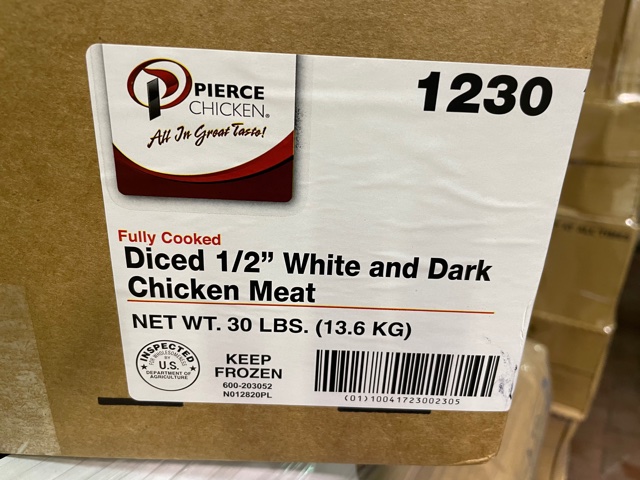 PIERCE
CHICKEN®
All In Great Taste!
1230
Fully Cooked
Diced 1/2” White and Dark
Chicken Meat
NET WT. 30 LBS. (13.6 KG)
INSPECTED
FOR WHOLESOMENESS BY
U.S.
DEPARTMENT OF
AGRICULTURE
KEEP
FROZEN
600-203052
N012820PL
(01)10041723002305